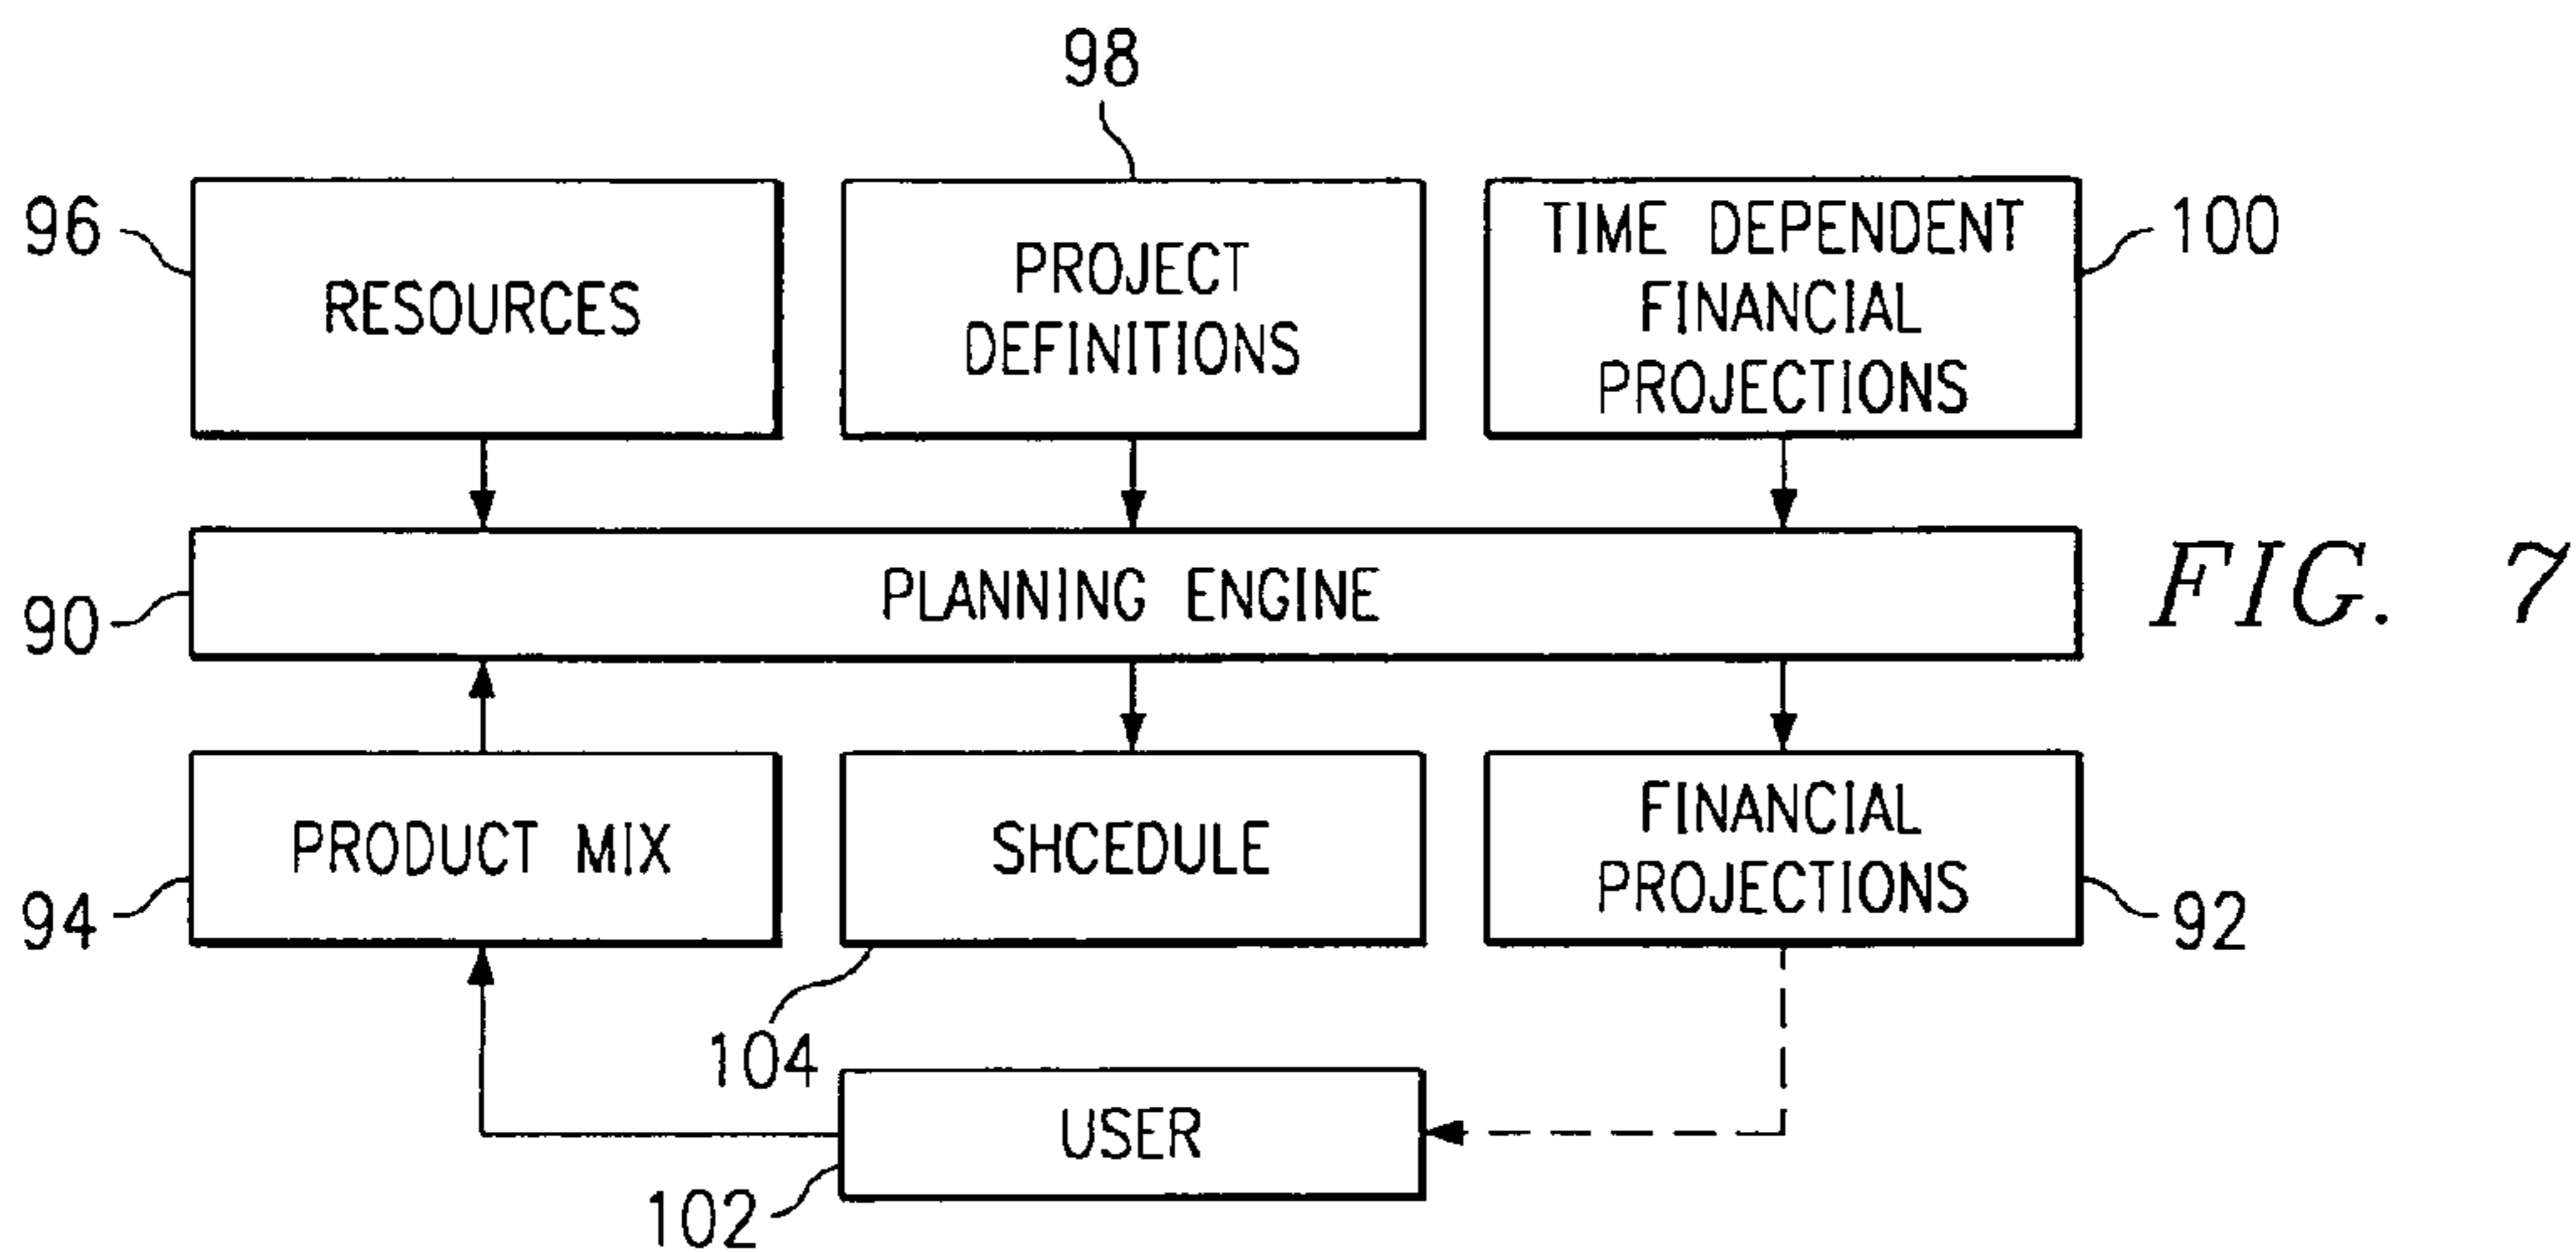 98
96
RESOURCES
PROJECT
DEFINITIONS
TIME DEPENDENT
FINANCIAL
PROJECTIONS
100
90
PLANNING ENGINE
FIG. 7
94
PRODUCT MIX
SHCEDULE
FINANCIAL
PROJECTIONS
92
104
USER
102